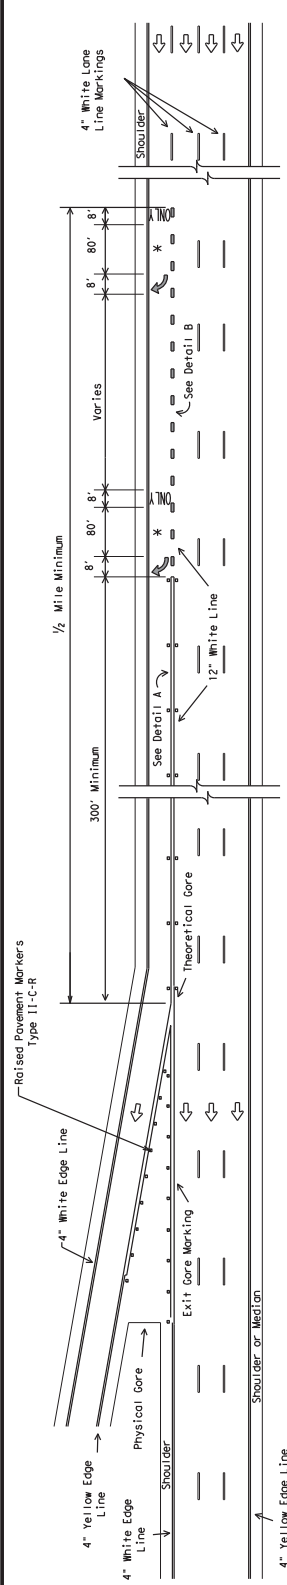 4" White Lane
Line Markings
Shoulder
8'
80'
8'
Varies
8'
80'
8'
½ Mile Minimum
300' Minimum
ONLY
*
See Detail B
ONLY
*
12" White Line
See Detail A
Theoretical Gore
Raised Pavement Markers
Type II-C-R
4" White Edge Line
Exit Gore Marking
Physical Gore
Shoulder
Shoulder or Median
4" Yellow Edge
Line
4" White Edge
Line
4" Yellow Edge Line